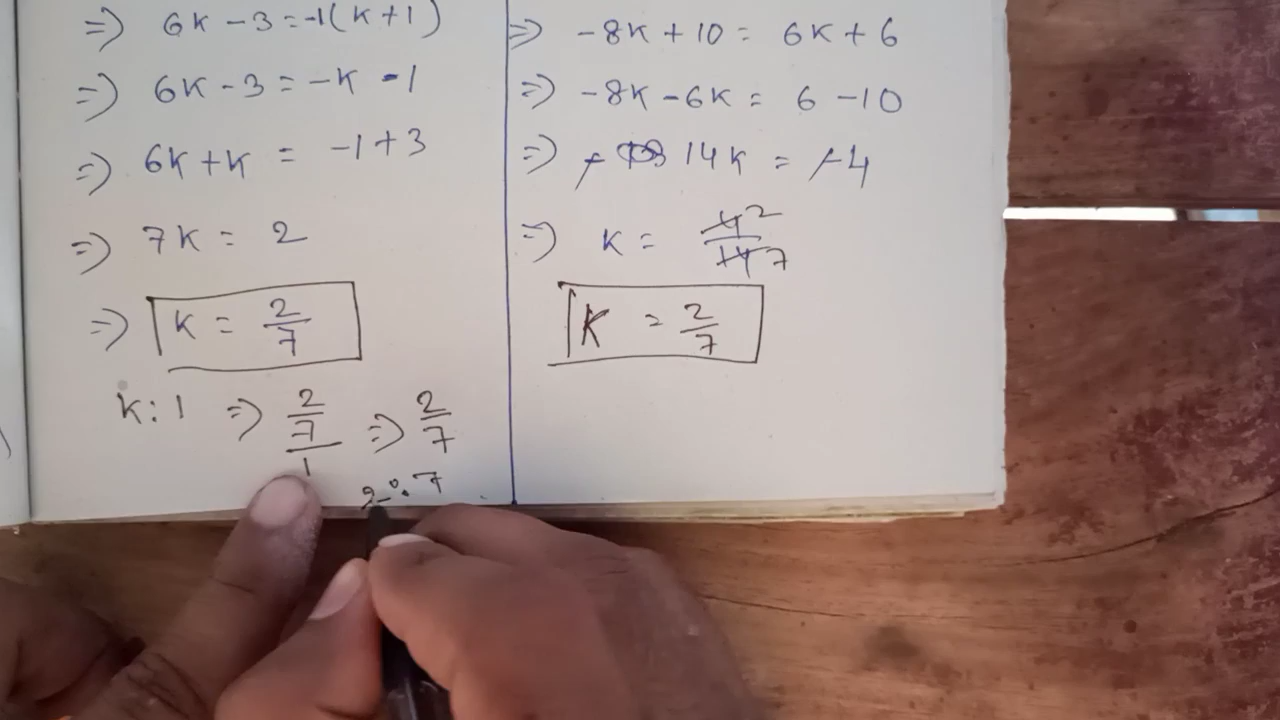 => 6K - 3 = -1(K+1)
=> 6K - 3 = -K - 1
=> 6K + K = -1 + 3
=> 7K = 2
=> K = 2/7
K : 1 => 2/7/1 => 2/7
2 : 7
=> -8K + 10 = 6K + 6
=> -8K - 6K = 6 - 10
=> - 14K = -4
=> K = 4 2/14 7
K = 2/7